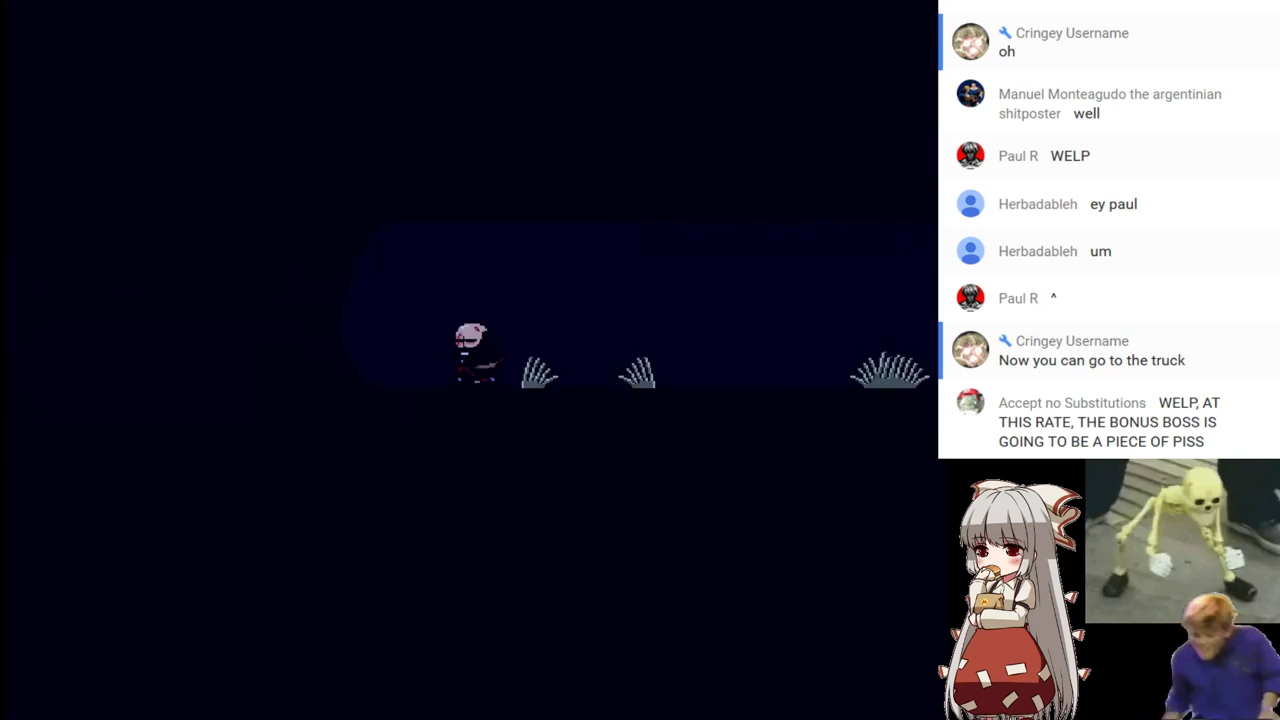 Cringey Username
oh
Manuel Monteagudo the argentinian
shitposter well
Paul R WELP
Herbadableh ey paul
Herbadableh um
Paul R ^
Cringey Username
Now you can go to the truck
Accept no Substitutions WELP, AT
THIS RATE, THE BONUS BOSS IS
GOING TO BE A PIECE OF PISS